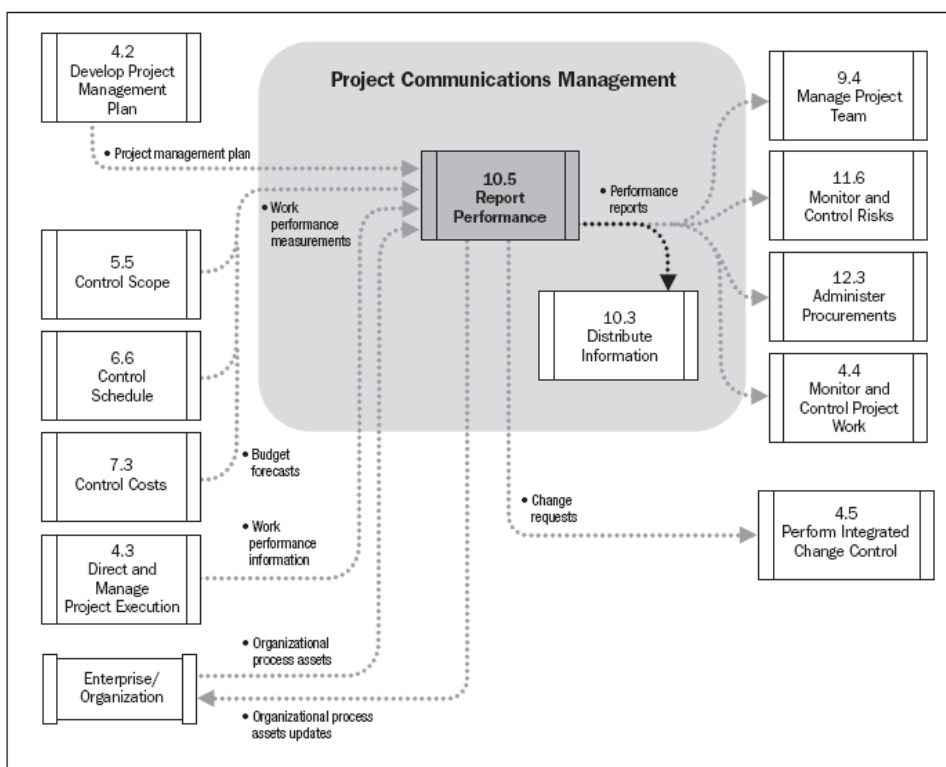 4.2
Develop Project
Management
Plan
• Project management plan
Project Communications Management
10.5
Report
Performance
• Work
performance
measurements
• Performance
reports
9.4
Manage Project
Team
11.6
Monitor and
Control Risks
12.3
Administer
Procurements
4.4
Monitor and
Control Project
Work
10.3
Distribute
Information
5.5
Control Scope
6.6
Control
Schedule
7.3
Control Costs
• Budget
forecasts
4.3
Direct and
Manage
Project Execution
• Work
performance
information
• Change
requests
4.5
Perform Integrated
Change Control
Enterprise/
Organization
• Organizational
process assets
• Organizational process
assets updates